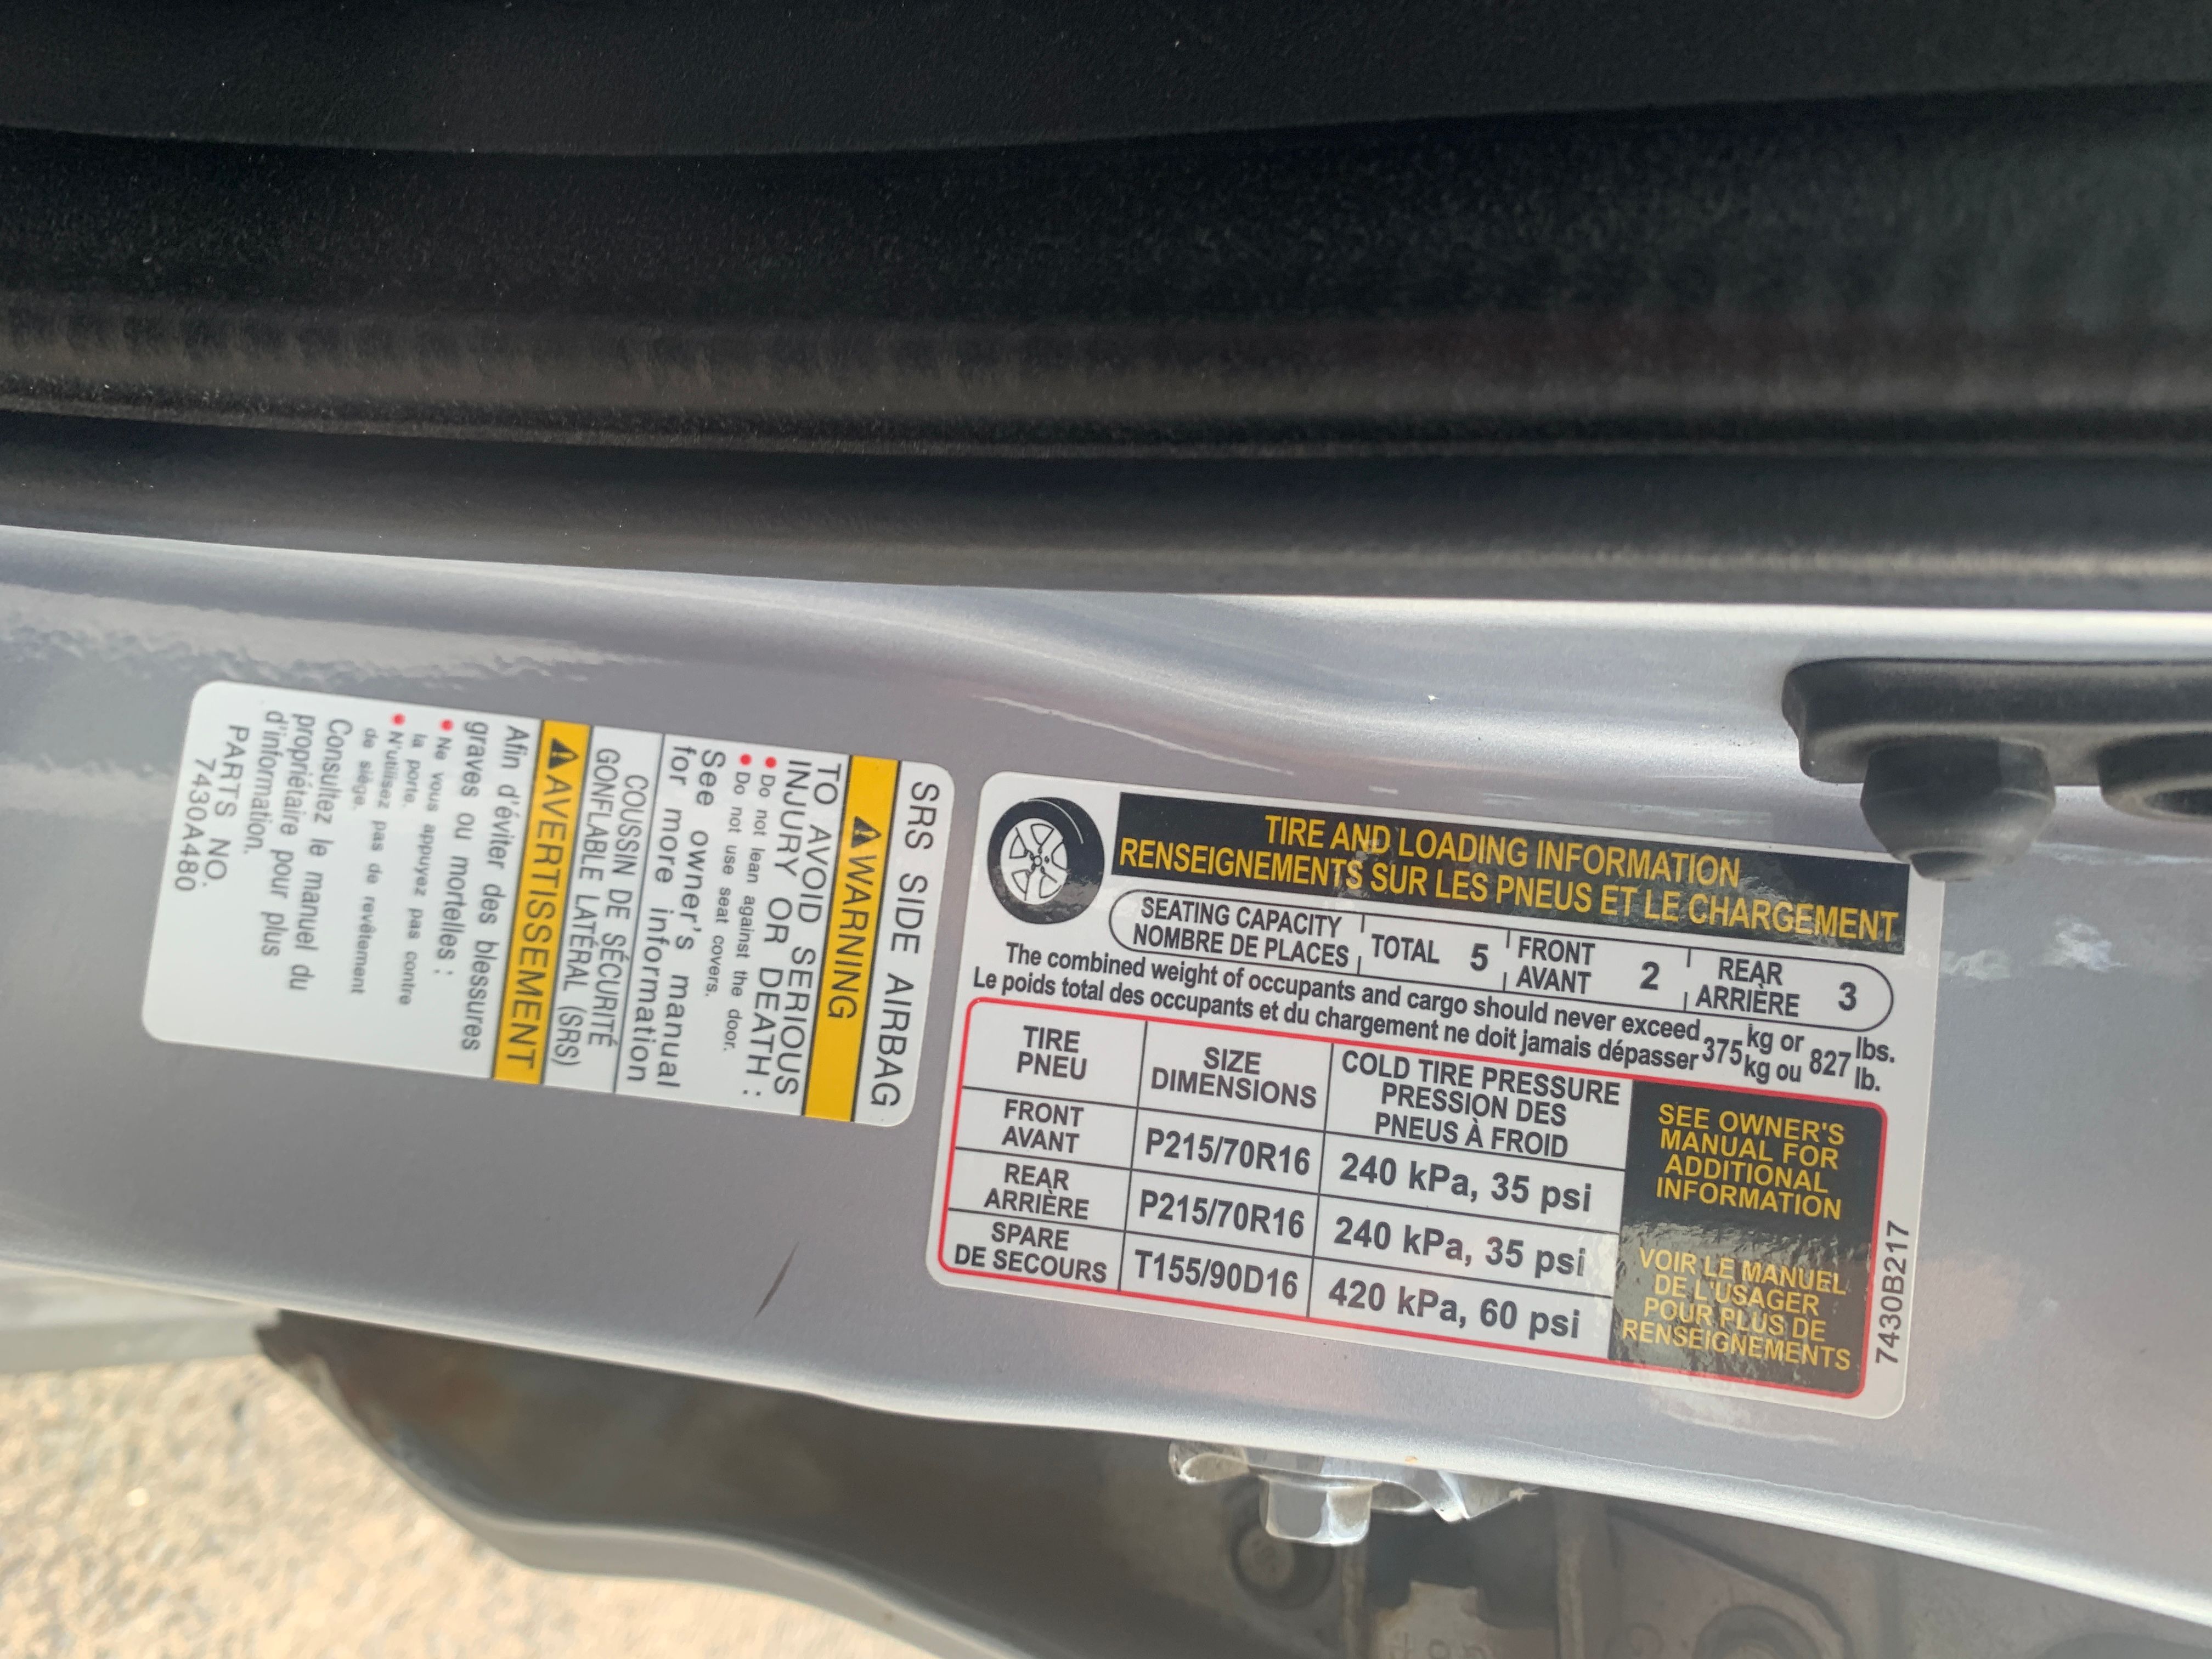 SRS SIDE AIRBAG
WARNING
TO AVOID SERIOUS
INJURY OR DEATH :
• Do not lean against the door.
• Do not use seat covers.
See owner's manual
for more information
COUSSIN DE SÉCURITÉ
GONFLABLE LATÉRAL (SRS)
AVERTISSEMENT
Afin d'éviter des blessures
graves ou mortelles :
• Ne vous appuyez pas contre
la porte.
• N'utilisez pas de revêtement
de siége.
Consultez le manuel du
propriétaire pour plus
d'information.
PARTS NO.
7430A480
TIRE AND LOADING INFORMATION
RENSEIGNEMENTS SUR LES PNEUS ET LE CHARGEMENT
SEATING CAPACITY
NOMBRE DE PLACES
TOTAL 5
FRONT
AVANT
2
REAR
ARRIÈRE
3
The combined weight of occupants and cargo should never exceed 375 kg or 827 lbs.
Le poids total des occupants et du chargement ne doit jamais dépasser kg ou lb.
TIRE
PNEU
SIZE
DIMENSIONS
COLD TIRE PRESSURE
PRESSION DES
PNEUS À FROID
FRONT
AVANT
P215/70R16
240 kPa, 35 psi
REAR
ARRIÈRE
P215/70R16
240 kPa, 35 psi
SPARE
DE SECOURS
T155/90D16
420 kPa, 60 psi
SEE OWNER'S
MANUAL FOR
ADDITIONAL
INFORMATION
VOIR LE MANUEL
DE L'USAGER
POUR PLUS DE
RENSEIGNEMENTS
7430B217